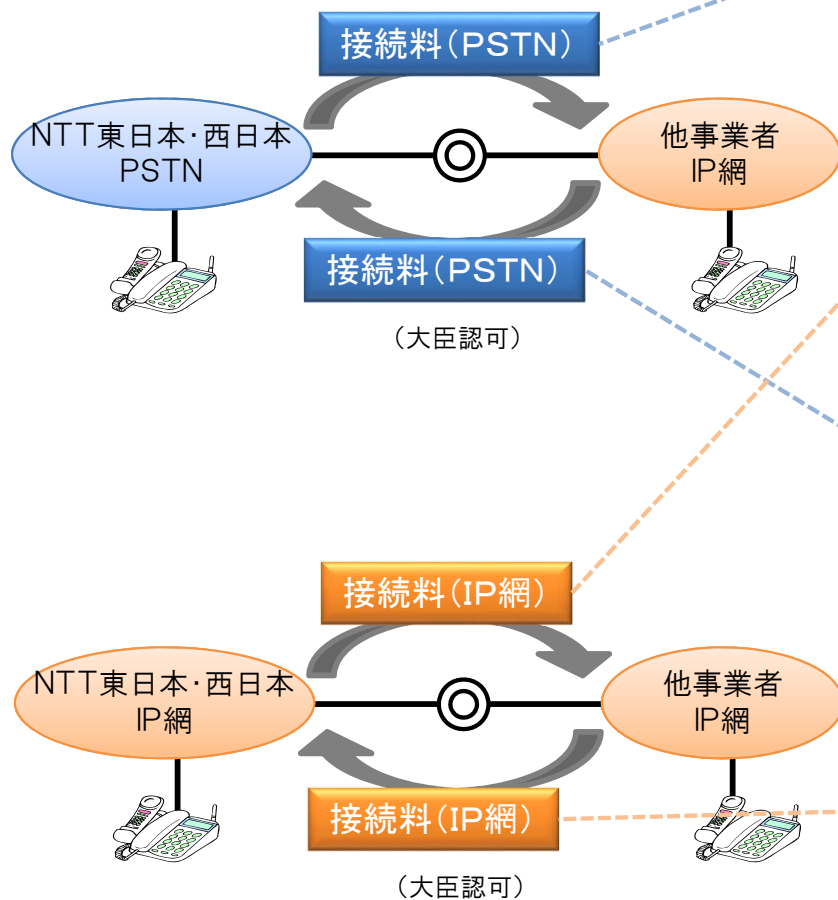 接続料(PSTN)
NTT東日本・西日本
PSTN
他事業者
IP網
接続料(PSTN)
(大臣認可)
接続料(IP網)
NTT東日本・西日本
IP網
他事業者
IP網
接続料(IP網)
(大臣認可)